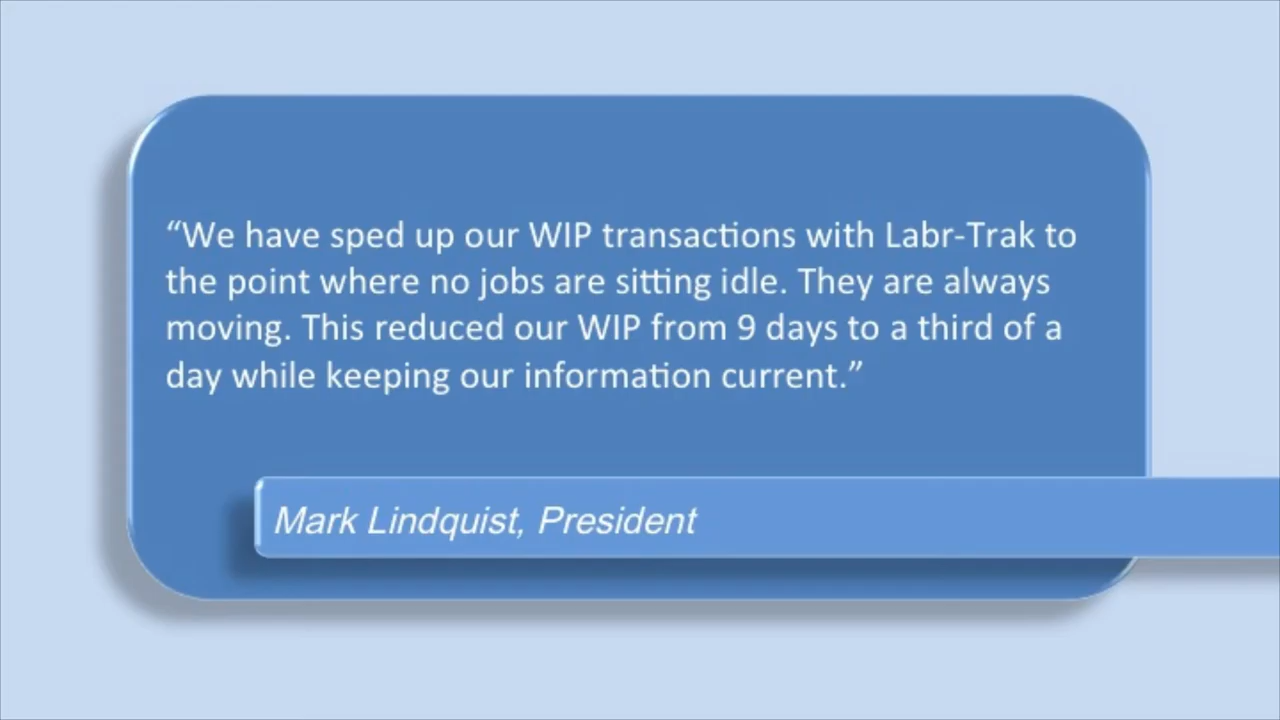 “We have sped up our WIP transactions with Labr-Trak to
the point where no jobs are sitting idle. They are always
moving. This reduced our WIP from 9 days to a third of a
day while keeping our information current.”
Mark Lindquist, President